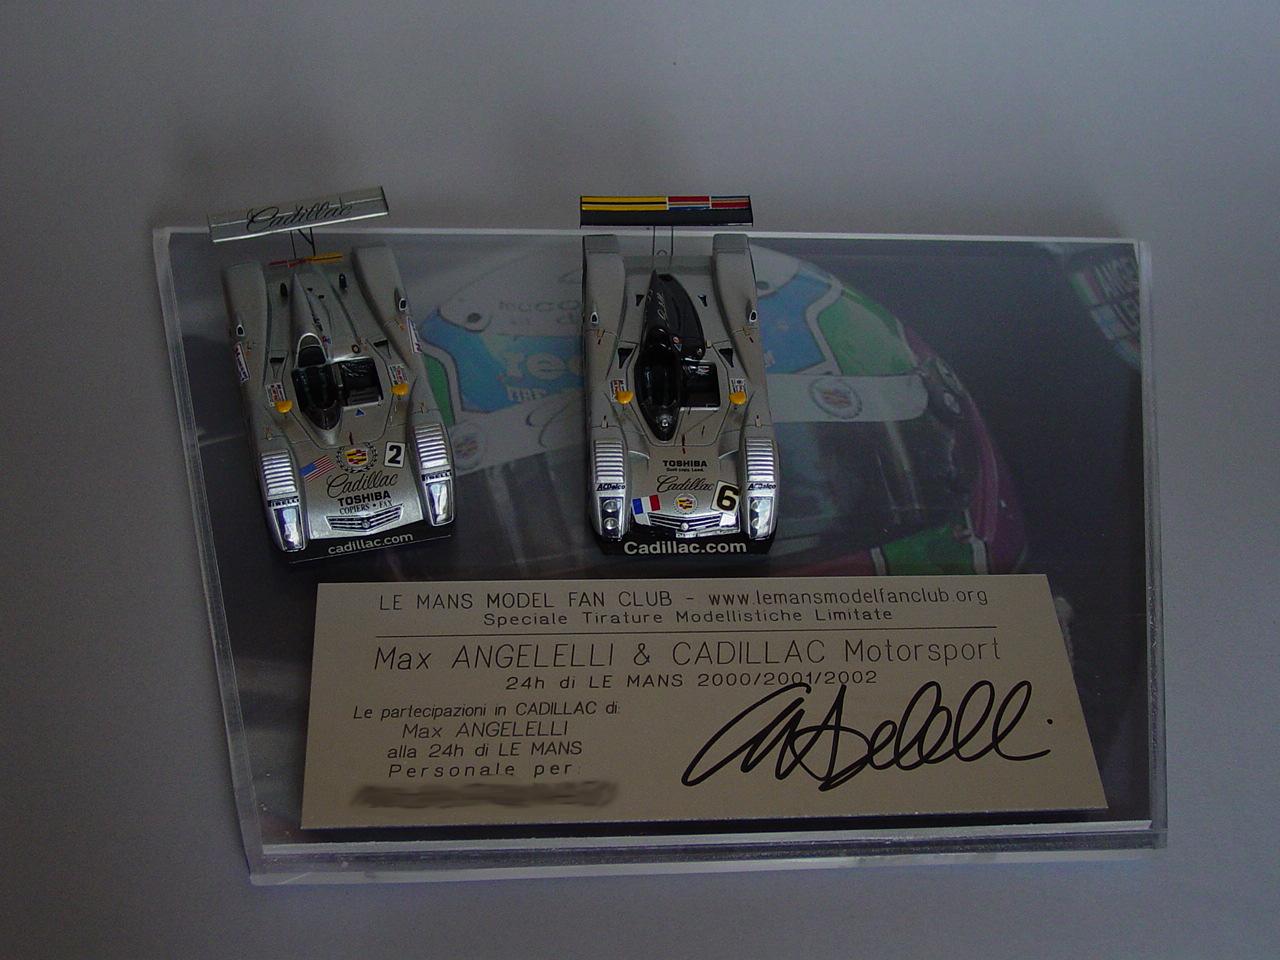 Cadillac
2
Cadillac
TOSHIBA
COPIERS • FAX
cadillac.com
TOSHIBA
Cadillac
ACDelco
ACDelco
6
Cadillac.com
LE MANS MODEL FAN CLUB - www.lemansmodelfanclub.org
Speciale Tirature Modellistiche Limitate
Max ANGELELLI & CADILLAC Motorsport
24h di LE MANS 2000/2001/2002
Le partecipazioni in CADILLAC di:
Max ANGELELLI
alla 24h di LE MANS
Personale per: